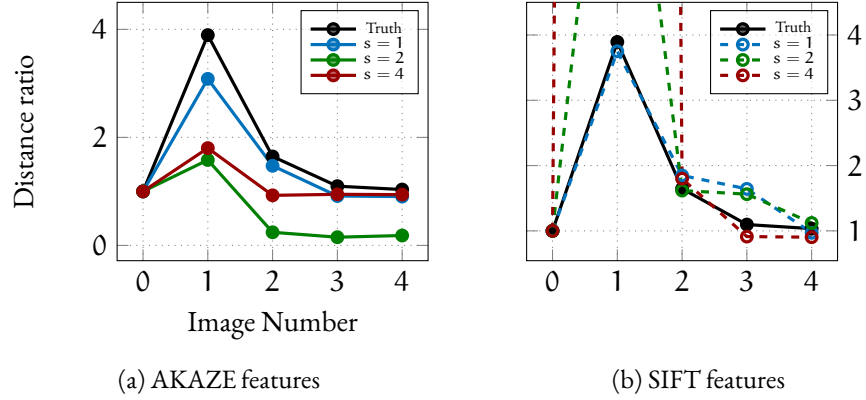 Distance ratio
4
2
0
Truth
s = 1
s = 2
s = 4
0 1 2 3 4
Image Number
(a) AKAZE features
Truth
s = 1
s = 2
s = 4
4
3
2
1
0 1 2 3 4
(b) SIFT features